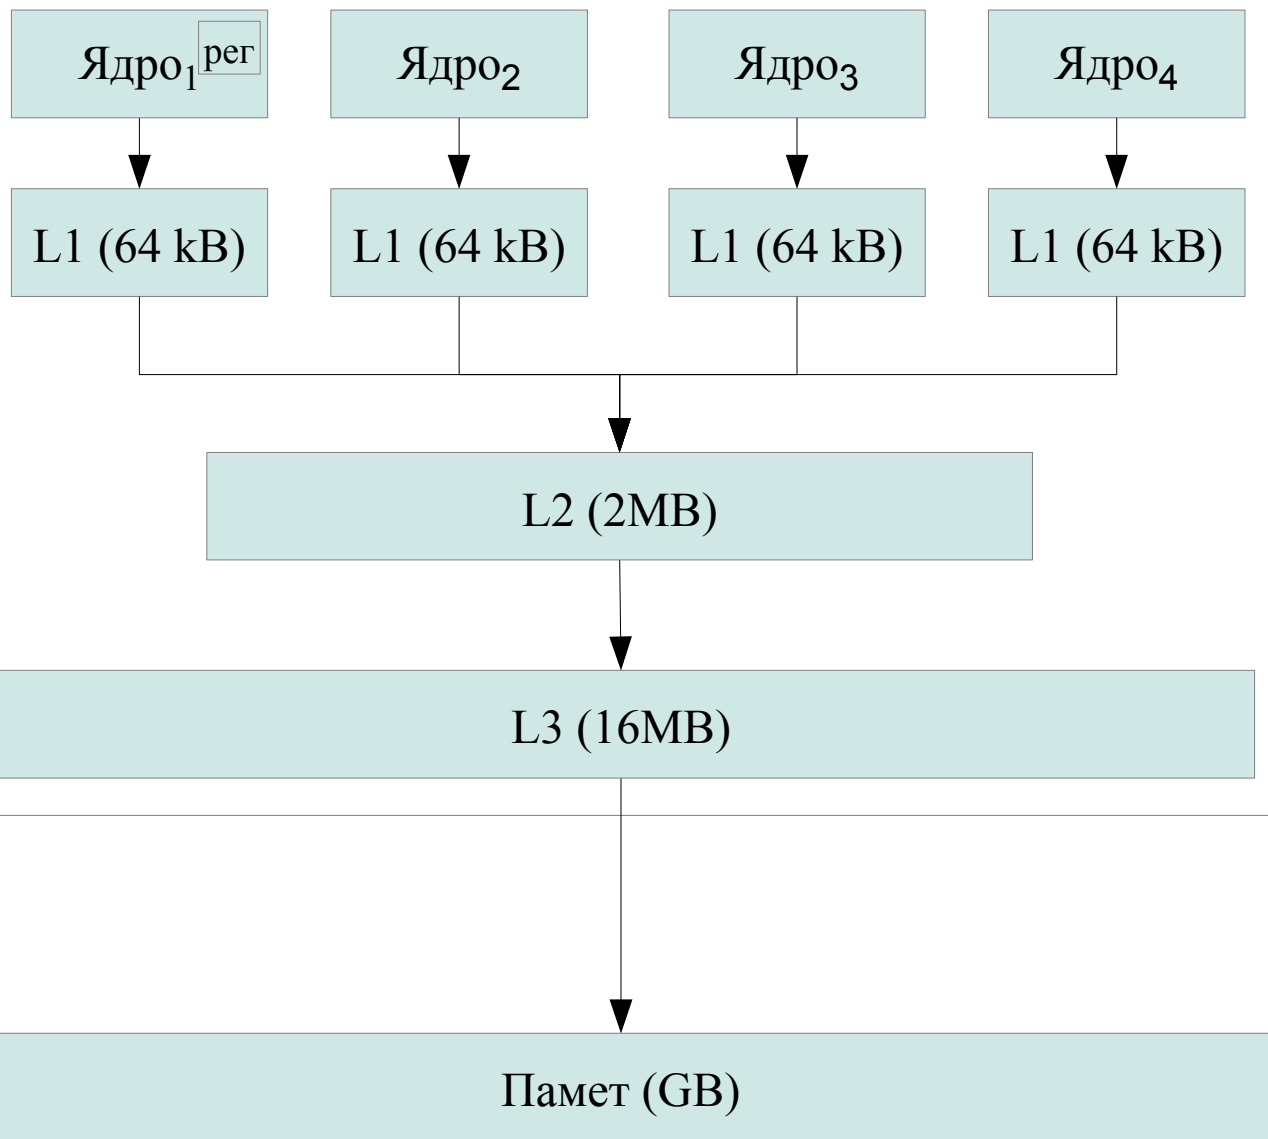 Ядро1 рег
Ядро2
Ядро3
Ядро4
L1 (64 kB)
L1 (64 kB)
L1 (64 kB)
L1 (64 kB)
L2 (2MB)
L3 (16MB)
Памет (GB)